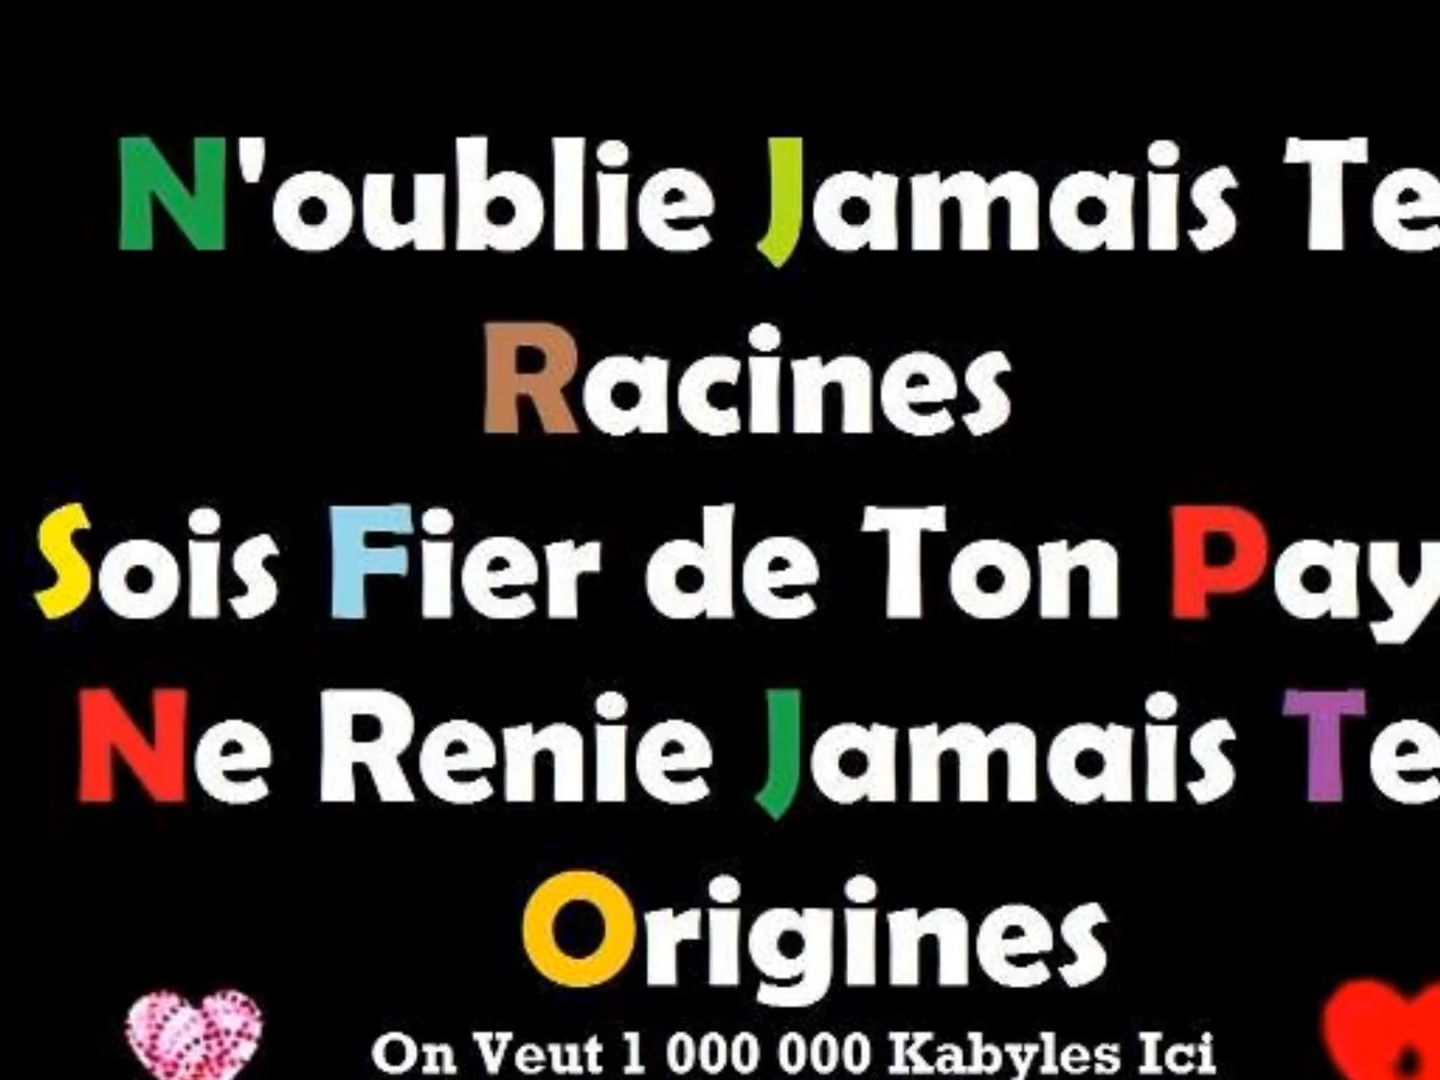 N'oublie Jamais Te
Racines
Sois Fier de Ton Pay
Ne Renie Jamais Te
Origines
On Veut 1 000 000 Kabyles Ici